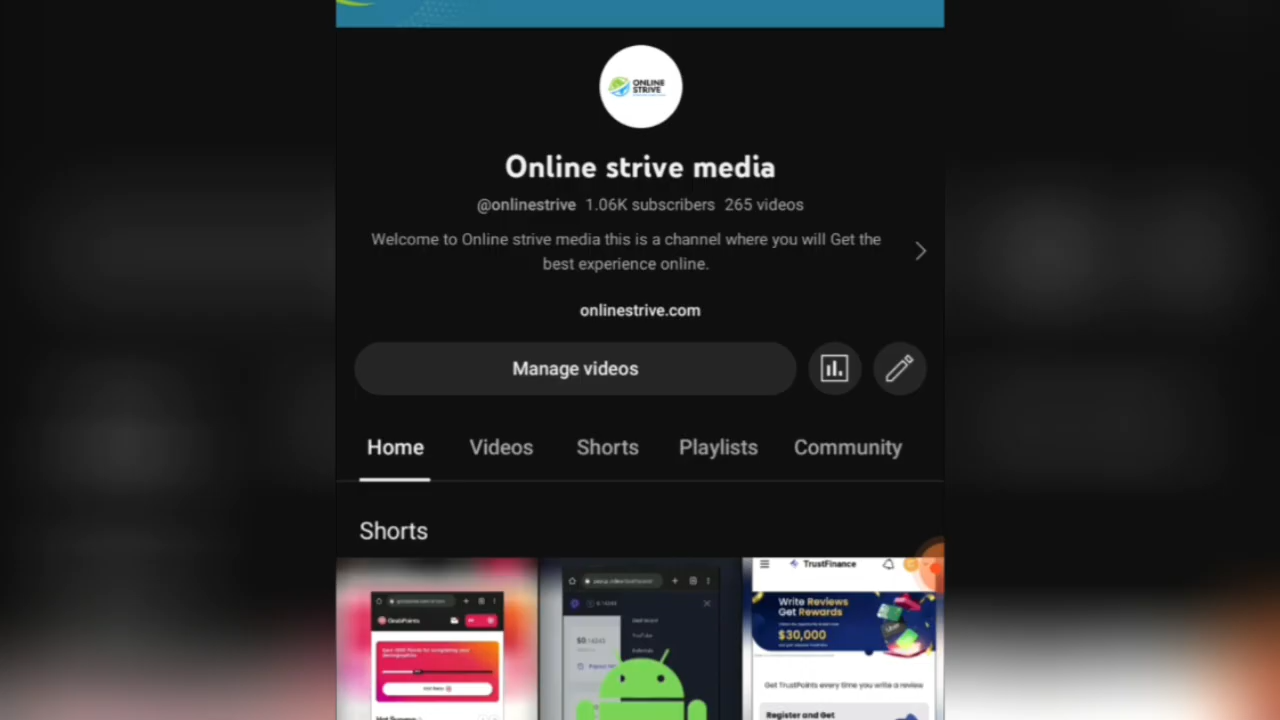 ONLINE
STRIVE
Online strive media
@onlinestrive 1.06K subscribers 265 videos
Welcome to Online strive media this is a channel where you will Get the
best experience online.
onlinestrive.com
Manage videos
Home Videos Shorts Playlists Community
Shorts
TrustFinance
Write Reviews
Get Rewards
$30,000
Get TrustPoints every time you write a review
Register and Get